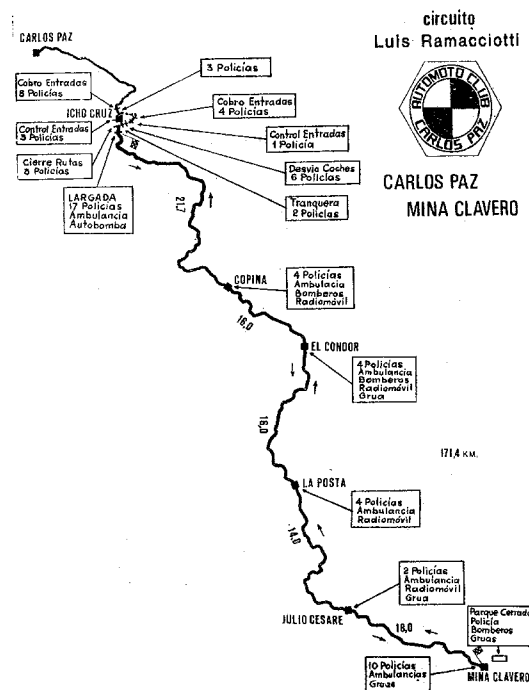 circuito
Luis Ramacciotti
AUTOMOTO CLUB
CARLOS PAZ
CARLOS PAZ
MINA CLAVERO
CARLOS PAZ
3 Policías
Cobro Entradas
8 Policías
Cobro Entradas
4 Policías
ICHO CRUZ
Control Entradas
3 Policías
Control Entradas
1 Policía
Cierre Rutas
8 Policías
Desvio Coches
6 Policías
LARGADA
17 Policías
Ambulancia
Autobomba
Tranquera
2 Policías
21,7
COPINA
4 Policías
Ambulacia
Bomberos
Radiomóvil
16,0
EL CONDOR
4 Policías
Ambulancia
Bomberos
Radiomóvil
Grua
18,0
171,4 KM.
LA POSTA
4 Policías
Ambulancia
Radiomóvil
14,0
2 Policías
Ambulancia
Radiomóvil
Grua
JULIO CESARE
18,0
Parque Cerrado
Policía
Bomberos
Gruas
10 Policías
Ambulancias
Gruas
MINA CLAVERO